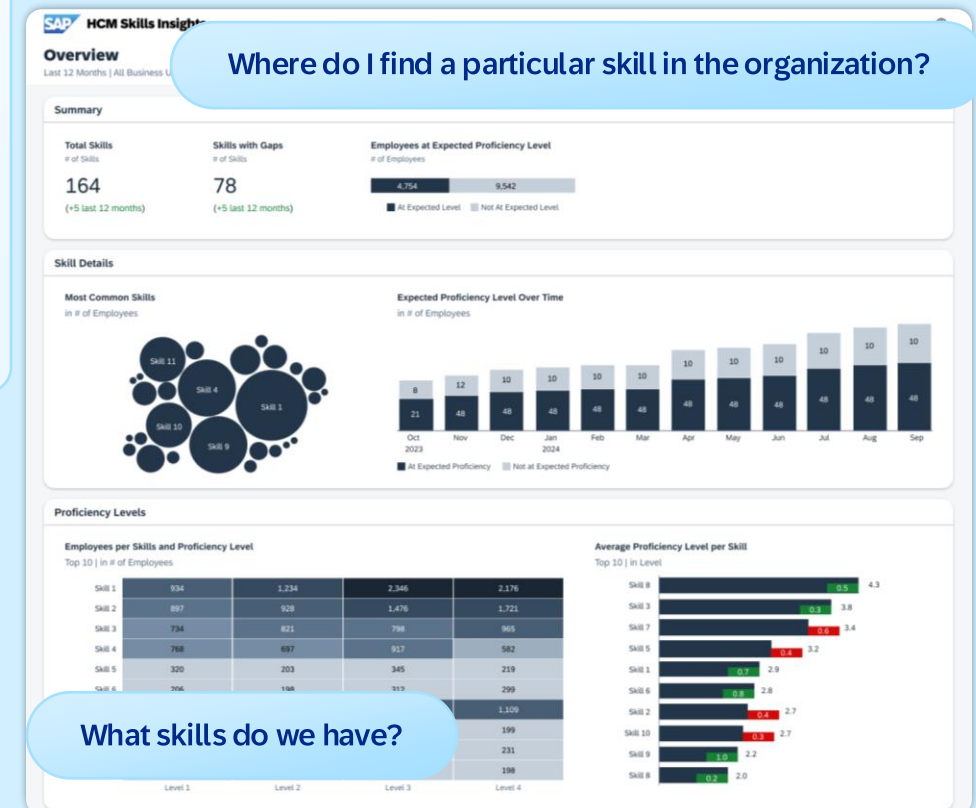 SAP HCM Skills
Where do I find a particular skill in the organization?
Overview
Last 12 Months | All Business
Summary
Total Skills
# of Skills
164
(+5 last 12 months)
Skills with Gaps
# of Skills
78
(+5 last 12 months)
Employees at Expected Proficiency Level
# of Employees
4,754 9,542
At Expected Level Not At Expected Level
Skill Details
Most Common Skills
in # of Employees
Skill 11
Skill 4
Skill 1
Skill 10
Skill 9
Expected Proficiency Level Over Time
in # of Employees
8 12 10 10 10 10 10 10 10 10 10 10
21 48 48 48 48 48 48 48 48 48 48 48
Oct Nov Dec Jan Feb Mar Apr May Jun Jul Aug Sep
2023 2024
At Expected Proficiency Not at Expected Proficiency
Proficiency Levels
Employees per Skills and Proficiency Level
Top 10 | in # of Employees
Skill 1 934 1,234 2,346 2,176
Skill 2 897 928 1,476 1,721
Skill 3 734 821 798 965
Skill 4 768 697 917 582
Skill 5 320 203 345 219
Skill 6 206 198 312 299
1,109
199
231
198
Level 1 Level 2 Level 3 Level 4
What skills do we have?
Average Proficiency Level per Skill
Top 10 | in Level
Skill 8 0.5 4.3
Skill 3 0.3 3.8
Skill 7 0.6 3.4
Skill 5 0.4 3.2
Skill 1 0.7 2.9
Skill 6 0.8 2.8
Skill 2 0.4 2.7
Skill 10 0.3 2.7
Skill 9 1.0 2.2
Skill 8 0.2 2.0